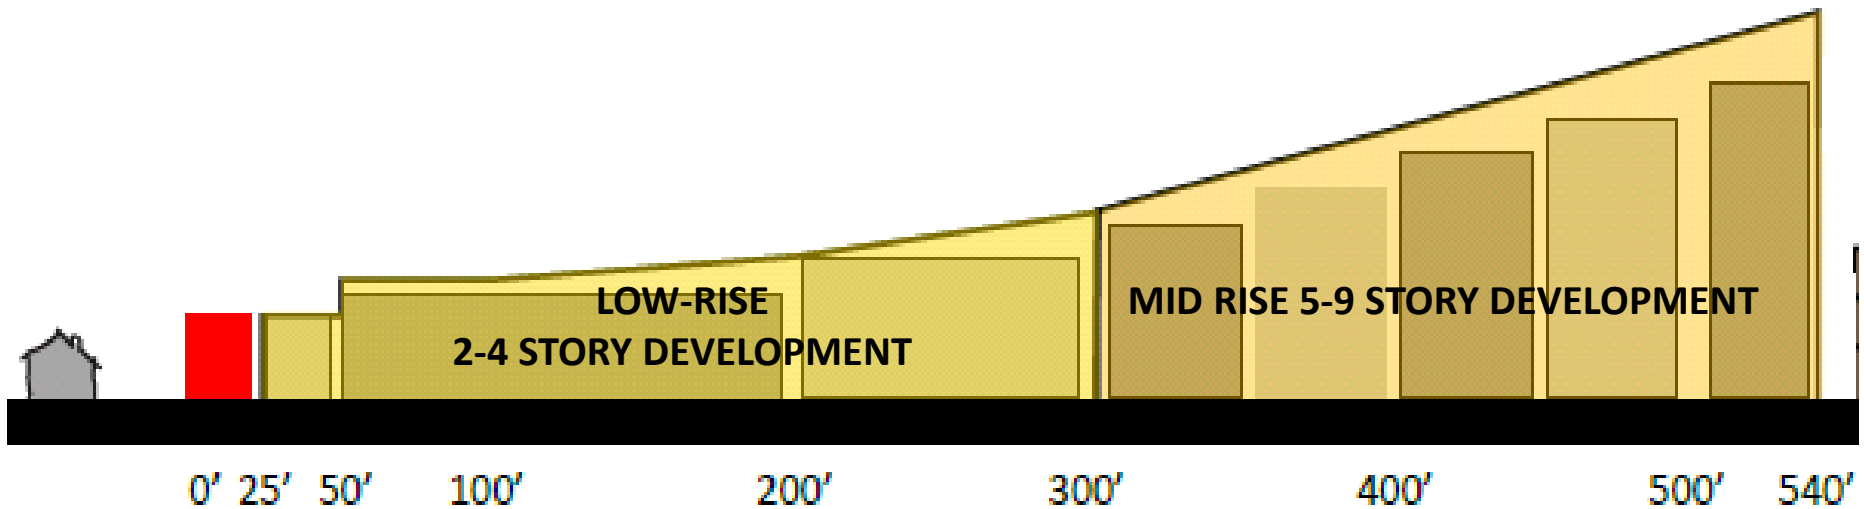 LOW-RISE
2-4 STORY DEVELOPMENT
MID RISE 5-9 STORY DEVELOPMENT
0' 25' 50' 100' 200' 300' 400' 500' 540'